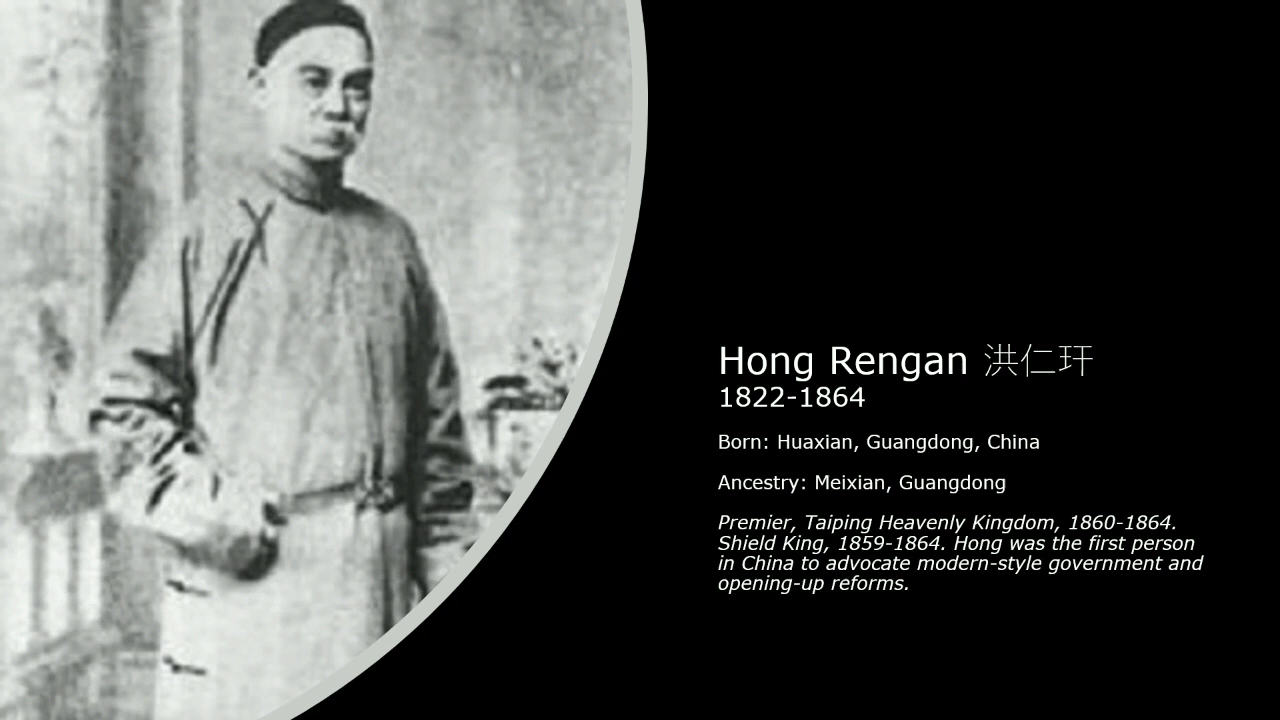 Hong Rengan 洪仁玕
1822-1864
Born: Huaxian, Guangdong, China
Ancestry: Meixian, Guangdong
Premier, Taiping Heavenly Kingdom, 1860-1864.
Shield King, 1859-1864. Hong was the first person
in China to advocate modern-style government and
opening-up reforms.